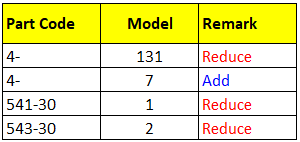 Part Code Model Remark
4- 131 Reduce
4- 7 Add
541-30 1 Reduce
543-30 2 Reduce